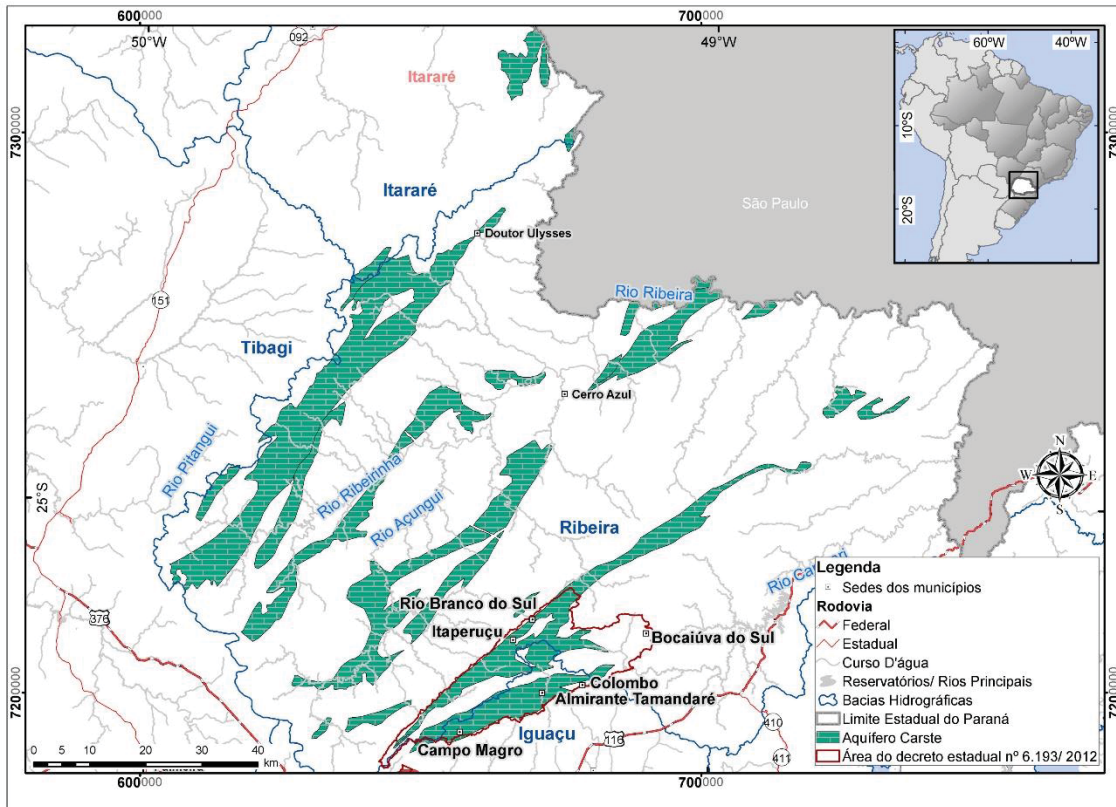 600000
700000
50°W
49°W
092
60°W
40°W
10°S
20°S
Itararé
7300000
7300000
Itararé
São Paulo
Doutor Ulysses
Rio Ribeira
151
Tibagi
Cerro Azul
Rio Pitangui
Rio Ribeirinha
Rio Açungui
25°S
N
W
E
S
Ribeira
Rio Branco do Sul
Itaperuçu
376
Bocaiúva do Sul
Colombo
Almirante Tamandaré
7200000
7200000
Iguaçu
Campo Magro
116
410
411
Legenda
Sedes dos municípios
Rodovia
Federal
Estadual
Curso D'água
Reservatórios/ Rios Principais
Bacias Hidrográficas
Limite Estadual do Paraná
Aquífero Carste
Área do decreto estadual nº 6.193/ 2012
0 5 10 20 30 40
km
600000
700000